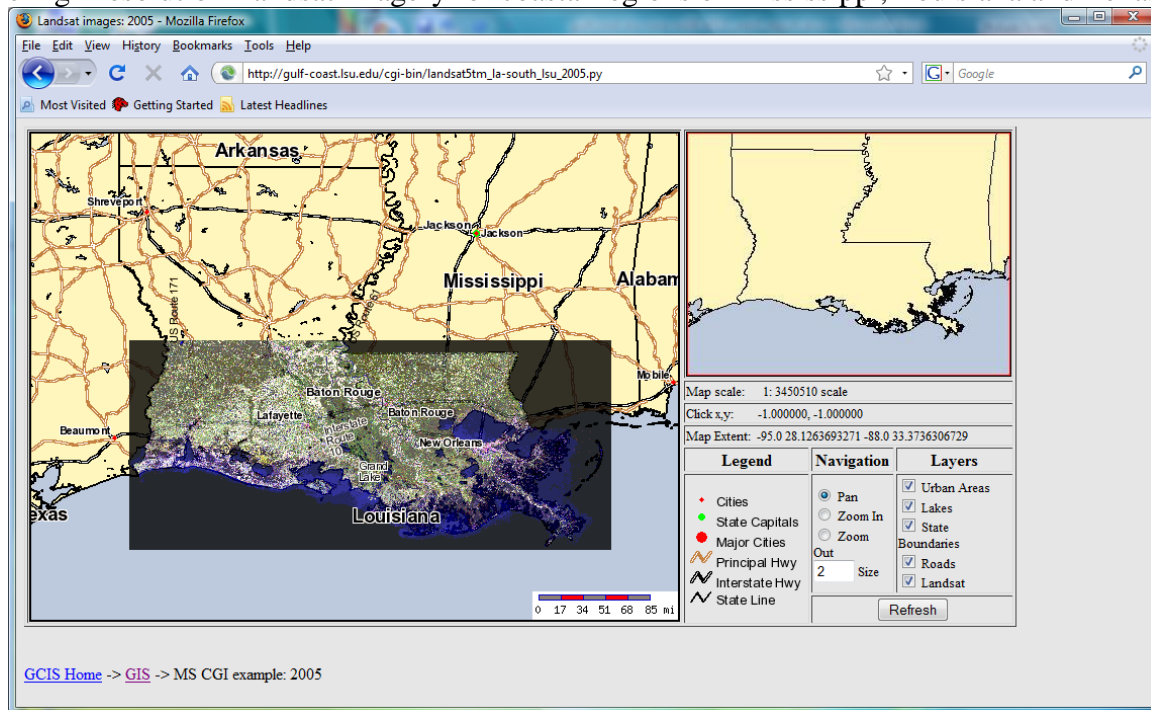 Landsat images: 2005 - Mozilla Firefox
File Edit View History Bookmarks Tools Help
http://gulf-coast.lsu.edu/cgi-bin/landsat5tm_la-south_lsu_2005.py
Google
Most Visited Getting Started Latest Headlines
Arkansas
Shreveport
Jackson
Jackson
Mississippi
Alabam
US Route 171
US Route 61
Mobile
Baton Rouge
Lafayette
Baton Rouge
Beaumont
Interstate
Route
10
New Orleans
Grand
Lake
exas
Louisiana
0 17 34 51 68 85 mi
Map scale: 1: 3450510 scale
Click x,y: -1.000000, -1.000000
Map Extent: -95.0 28.1263693271 -88.0 33.3736306729
Legend Navigation Layers
Cities
State Capitals
Major Cities
Principal Hwy
Interstate Hwy
State Line
Pan
Zoom In
Zoom
Out
2 Size
Urban Areas
Lakes
State
Boundaries
Roads
Landsat
Refresh
GCIS Home -> GIS -> MS CGI example: 2005